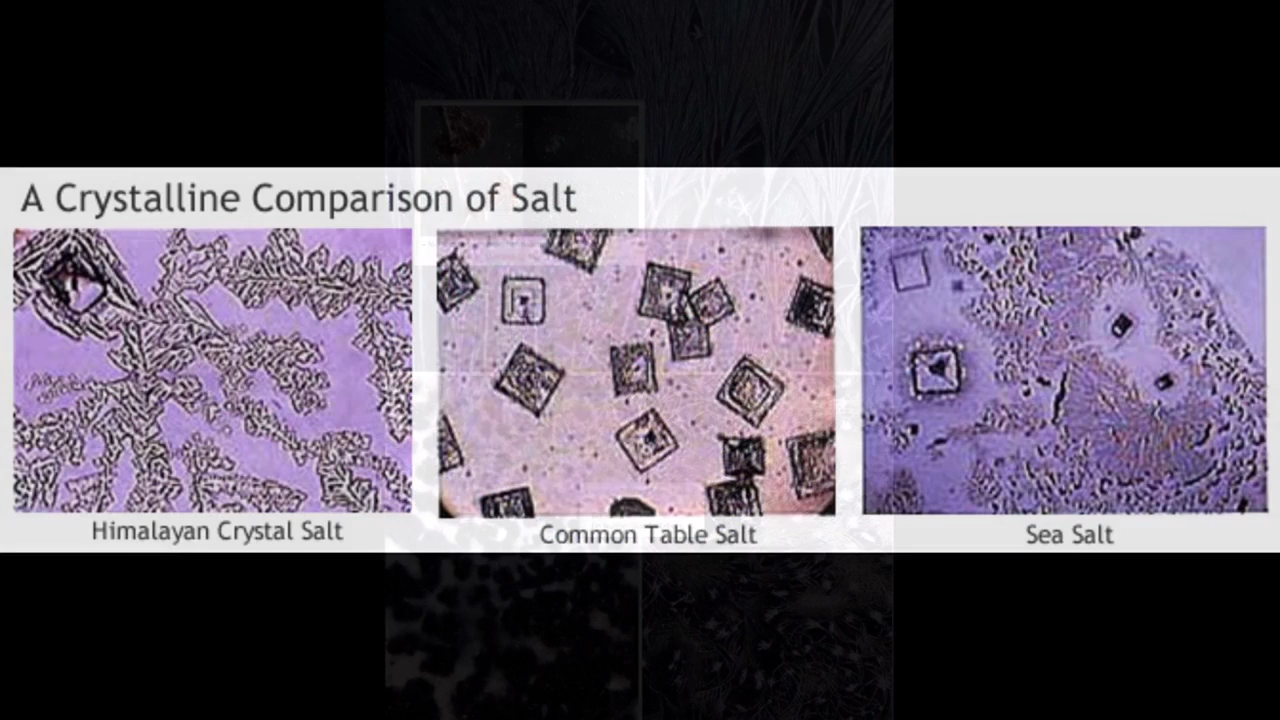 A Crystalline Comparison of Salt
Himalayan Crystal Salt
Common Table Salt
Sea Salt